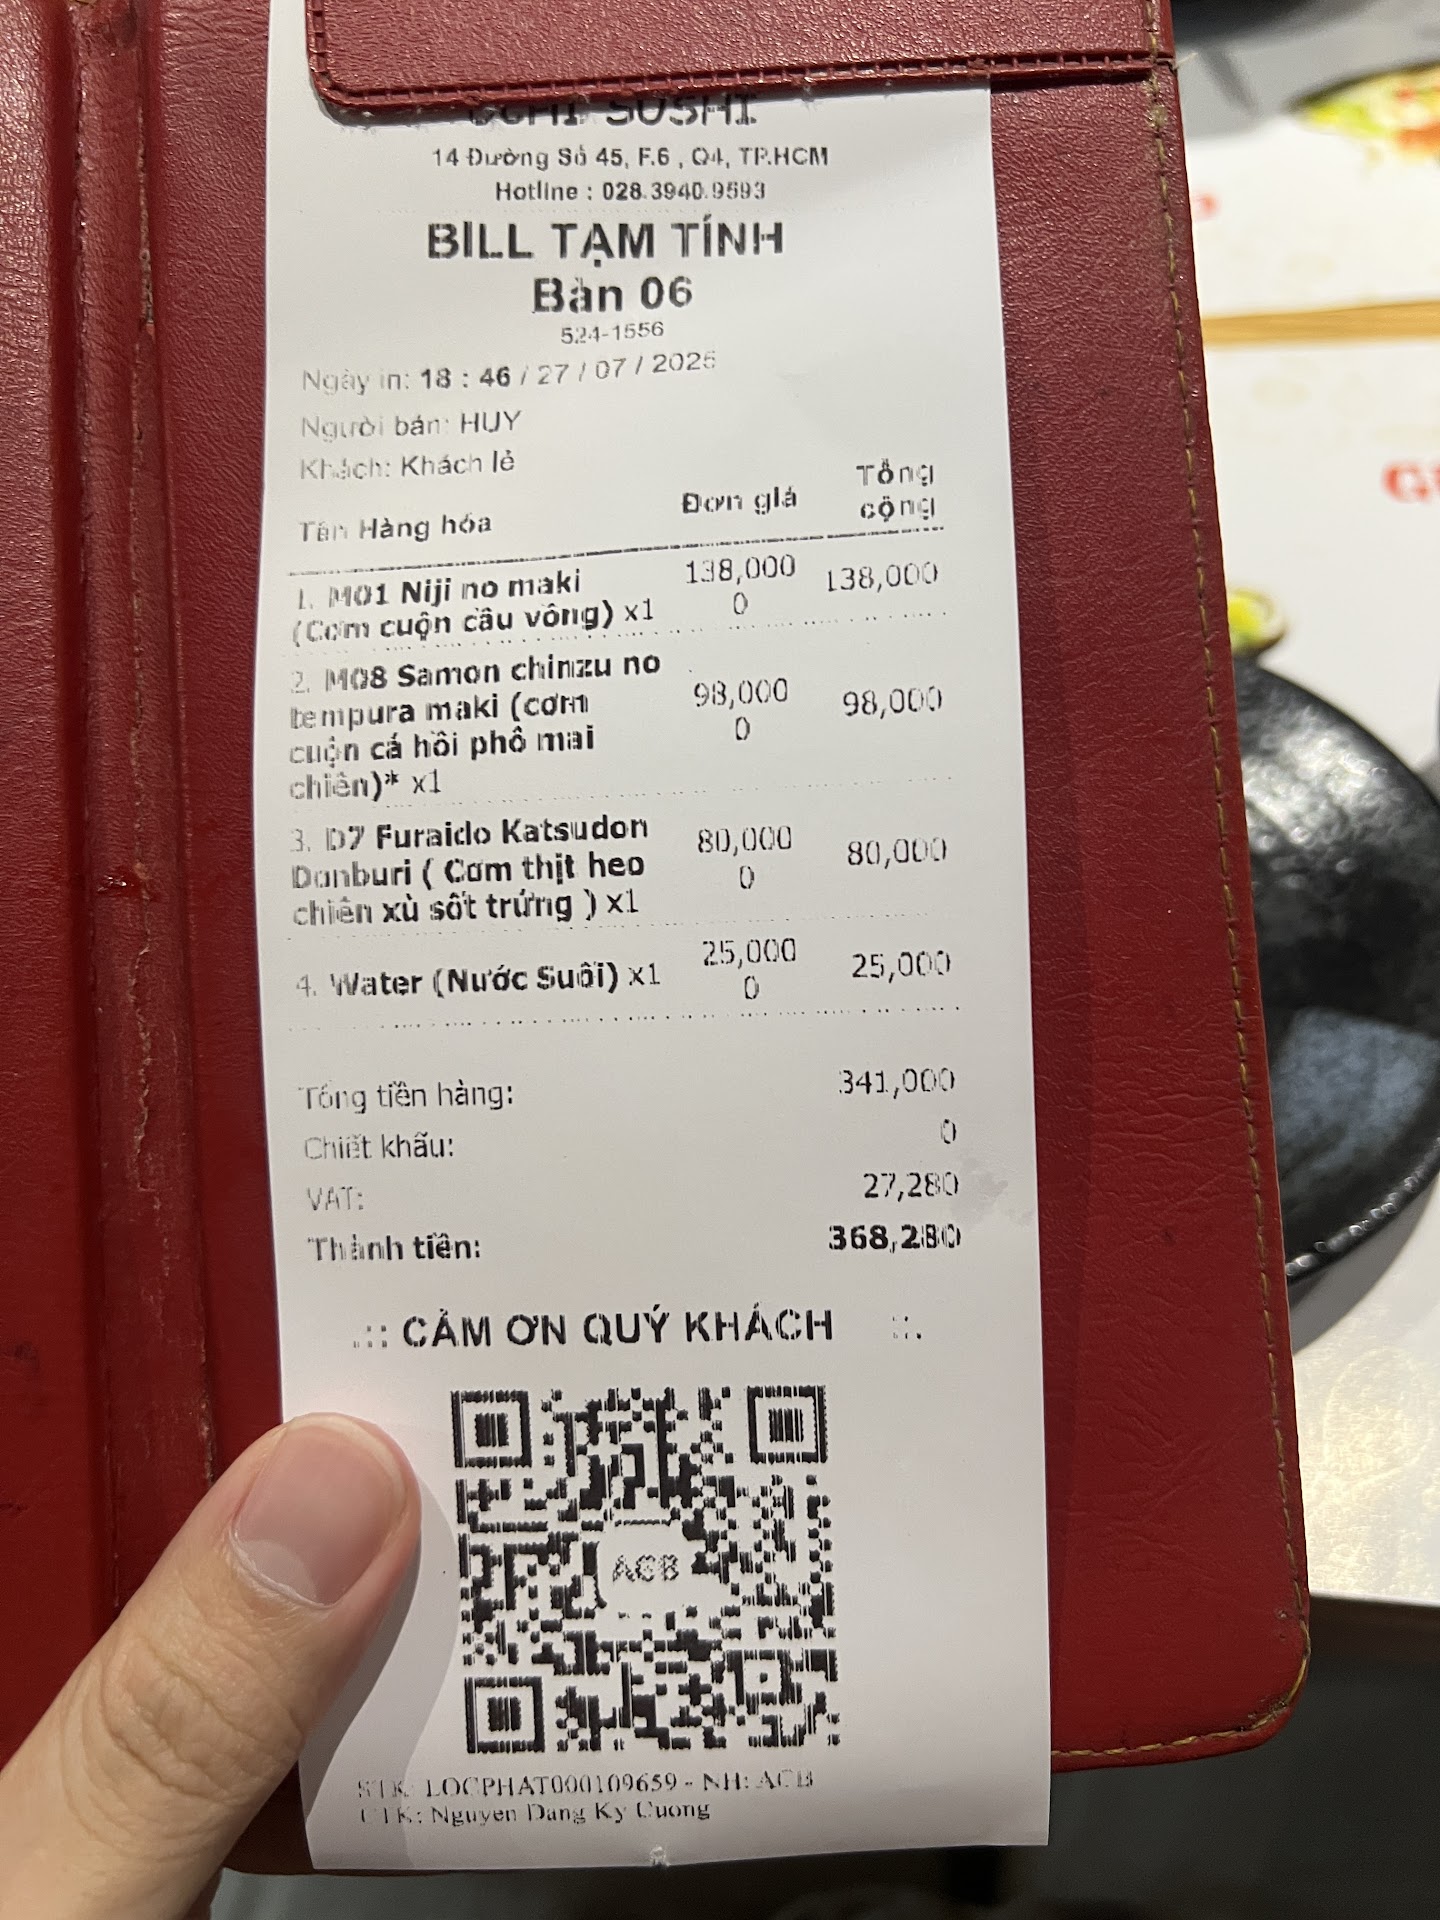 SUSHI
14 Đường Số 45, F.6 , Q4, TP.HCM
Hotline : 028.3940.9593
BILL TẠM TÍNH
Bàn 06
524-1556
Ngày in: 18 : 46 / 27 / 07 /
Người bán: HUY
Khách: Khách lẻ
Tên Hàng hóa Đơn giá Tổng cộng
1. M01 Niji no maki 138,000 138,000
(Cơm cuộn cầu vồng) x1 0
2. M08 Samon chinzu no
tempura maki (cơm 98,000 98,000
cuộn cá hồi phô mai 0
chiên)* x1
3. D7 Furaido Katsudon 80,000 80,000
Donburi ( Cơm thịt heo 0
chiên xù sốt trứng ) x1
4. Water (Nước Suối) x1 25,000 25,000
0
Tổng tiền hàng: 341,000
Chiết khấu: 0
VAT: 27,280
Thành tiền: 368,280
.:: CẢM ƠN QUÝ KHÁCH ::.
ACB
STK: LOCPHAT000109659 - NH: ACB
CTK: Nguyen Dang Ky Cuong